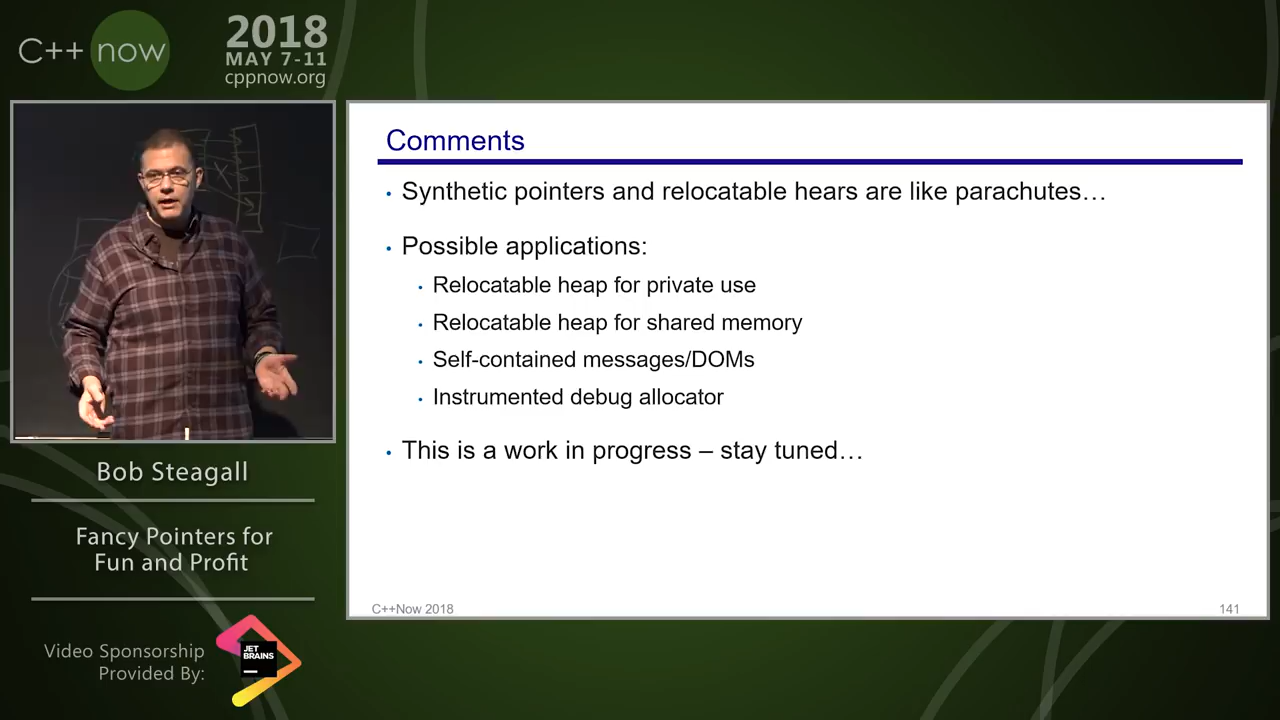 C++ now
2018
MAY 7-11
cppnow.org
Comments
• Synthetic pointers and relocatable hears are like parachutes…
• Possible applications:
• Relocatable heap for private use
• Relocatable heap for shared memory
• Self-contained messages/DOMs
• Instrumented debug allocator
• This is a work in progress – stay tuned…
C++Now 2018
141
Bob Steagall
Fancy Pointers for
Fun and Profit
Video Sponsorship
Provided By:
JET
BRAINS